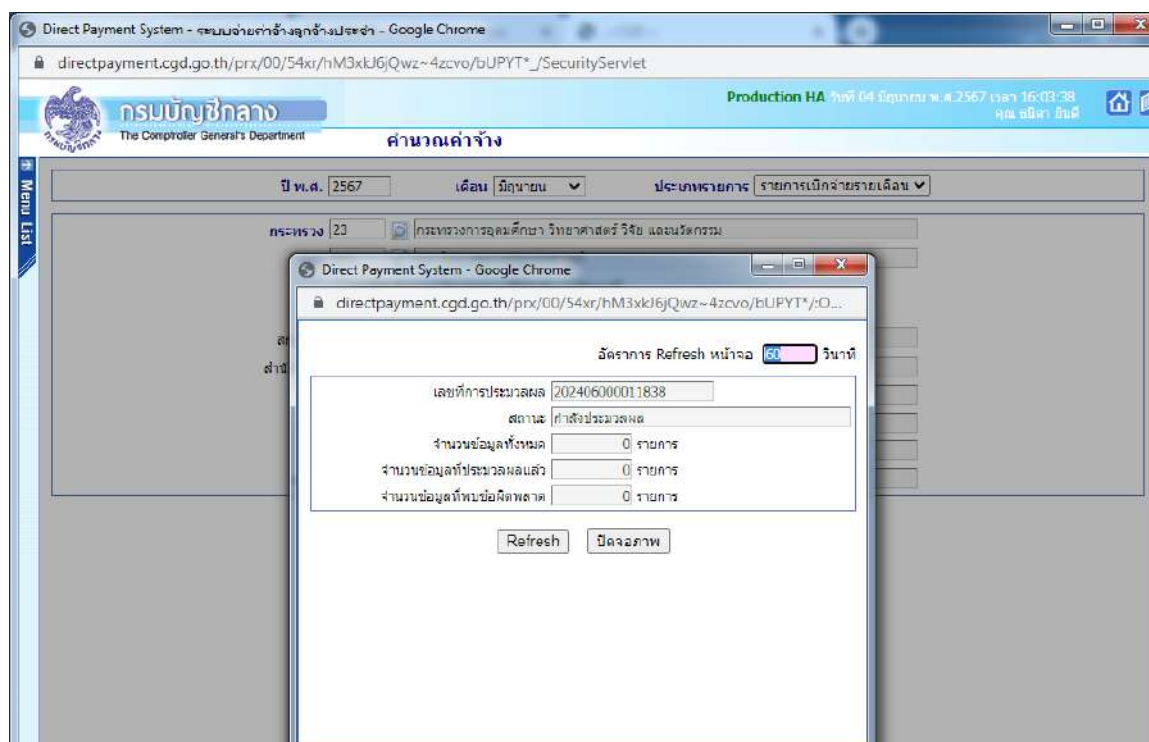 Direct Payment System - ระบบจ่ายค่าจ้างลูกจ้างประจำ - Google Chrome
directpayment.cgd.go.th/prx/00/54xr/hM3xkJ6jQwz~4zcvo/bUPYT*_/SecurityServlet
กรมบัญชีกลาง
The Comptroller General's Department
Production HA วันที่ 04 มิถุนายน พ.ศ.2567 เวลา 16:03:38
คุณ
คำนวณค่าจ้าง
Menu List
ปี พ.ศ. 2567 เดือน มิถุนายน ประเภทรายการ รายการเบิกจ่ายรายเดือน
กระทรวง 23 กระทรวงการอุดมศึกษา วิทยาศาสตร์ วิจัย และนวัตกรรม
Direct Payment System - Google Chrome
directpayment.cgd.go.th/prx/00/54xr/hM3xkJ6jQwz~4zcvo/bUPYT*/:O...
อัตราการ Refresh หน้าจอ 60 วินาที
เลขที่การประมวลผล 202406000011838
สถานะ กำลังประมวลผล
จำนวนข้อมูลทั้งหมด 0 รายการ
จำนวนข้อมูลที่ประมวลผลแล้ว 0 รายการ
จำนวนข้อมูลที่พบข้อผิดพลาด 0 รายการ
Refresh ปิดจอภาพ